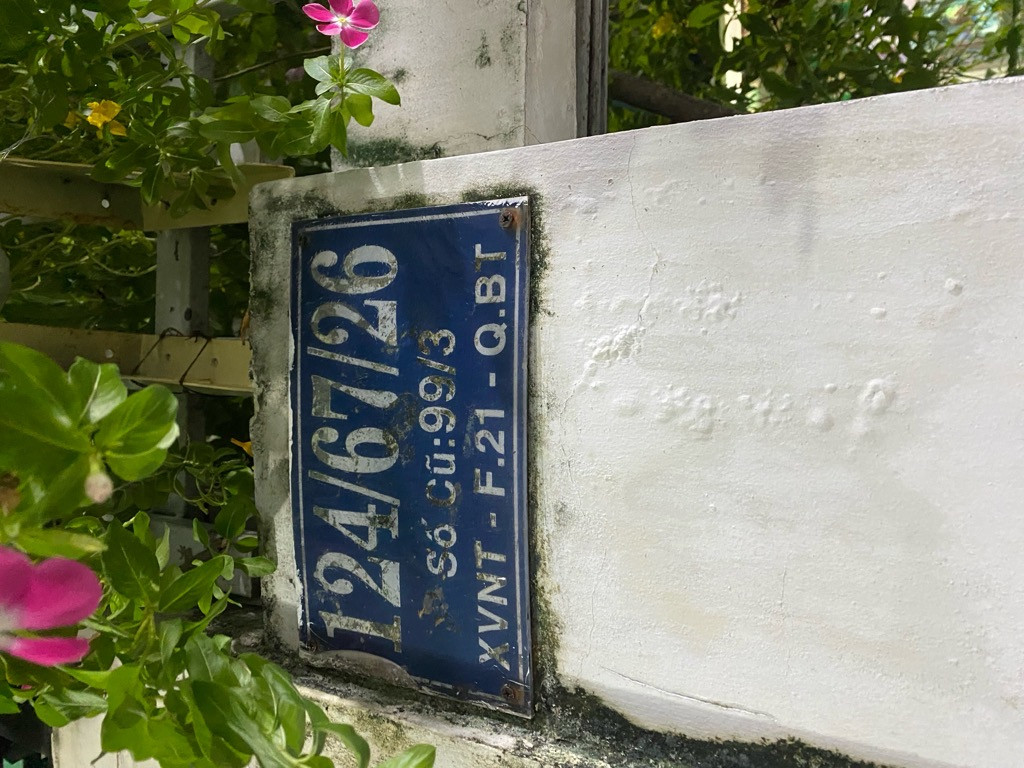 124/67/26
Số Cũ:99/3
XVNT - F.21 - Q.BT